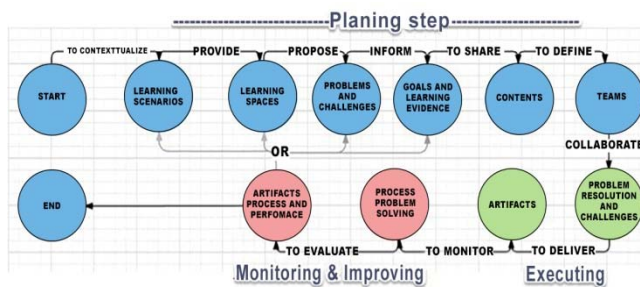 Planing step
TO CONTEXTTUALIZE
PROVIDE
PROPOSE
INFORM
TO SHARE
TO DEFINE
START
LEARNING
SCENARIOS
LEARNING
SPACES
PROBLEMS
AND
CHALLENGES
GOALS AND
LEARNING
EVIDENCE
CONTENTS
TEAMS
OR
COLLABORATE
END
ARTIFACTS
PROCESS AND
PERFOMACE
PROCESS
PROBLEM
SOLVING
ARTIFACTS
PROBLEM
RESOLUTION
AND
CHALLENGES
TO EVALUATE
TO MONITOR
TO DELIVER
Monitoring & Improving
Executing